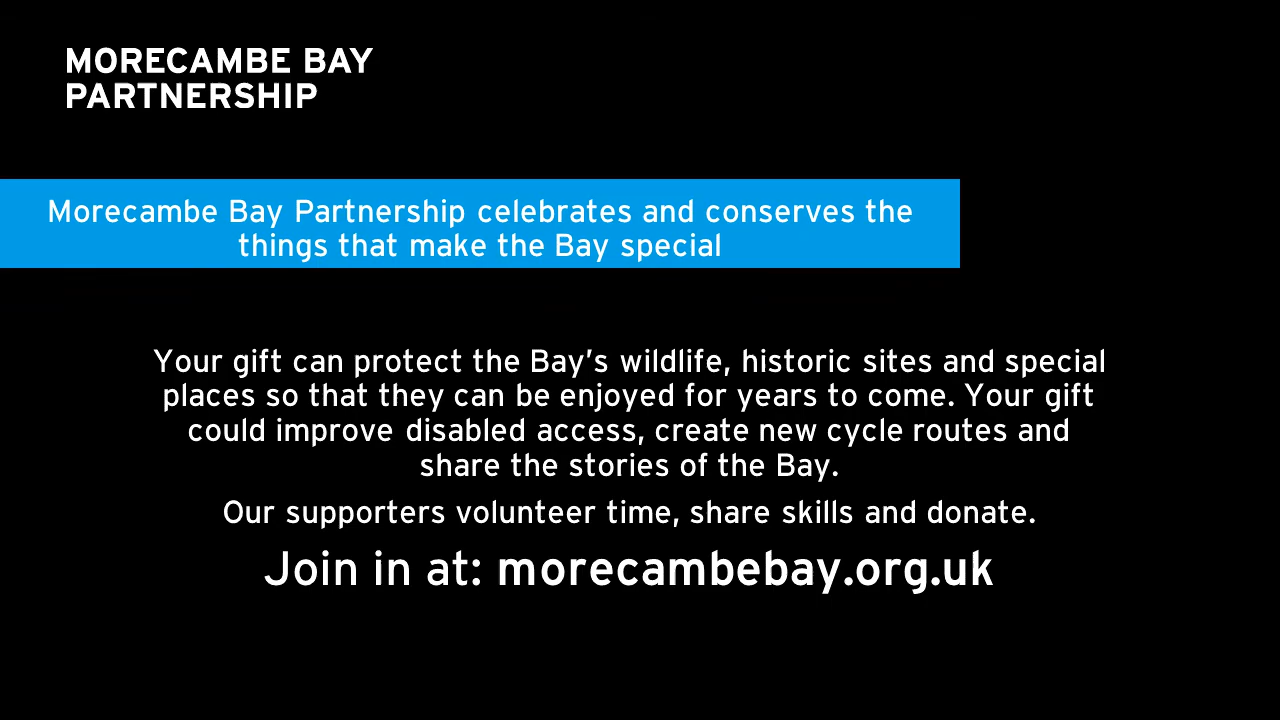 MORECAMBE BAY
PARTNERSHIP
Morecambe Bay Partnership celebrates and conserves the
things that make the Bay special
Your gift can protect the Bay’s wildlife, historic sites and special
places so that they can be enjoyed for years to come. Your gift
could improve disabled access, create new cycle routes and
share the stories of the Bay.
Our supporters volunteer time, share skills and donate.
Join in at: morecambebay.org.uk